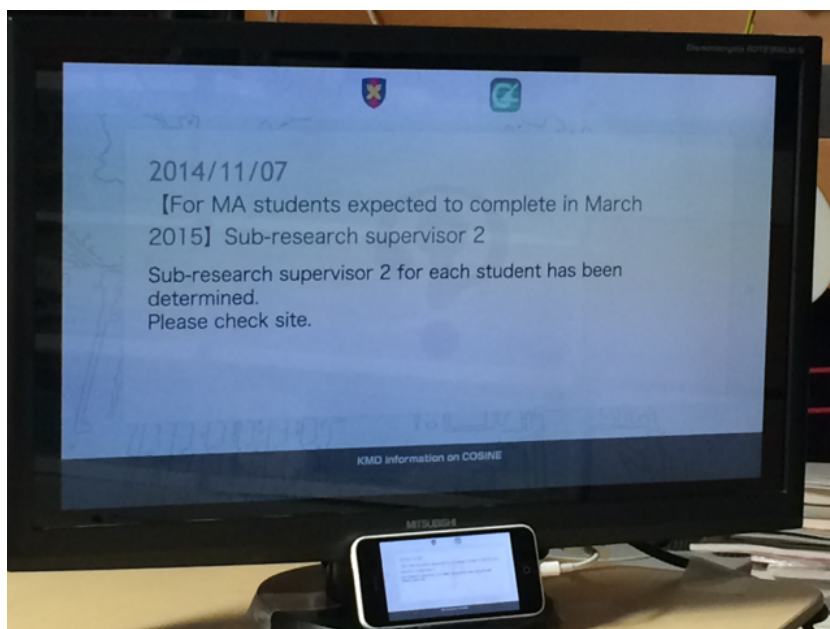 2014/11/07
【For MA students expected to complete in March
2015】Sub-research supervisor 2
Sub-research supervisor 2 for each student has been
determined.
Please check site.
KMD information on COSINE
MITSUBISHI